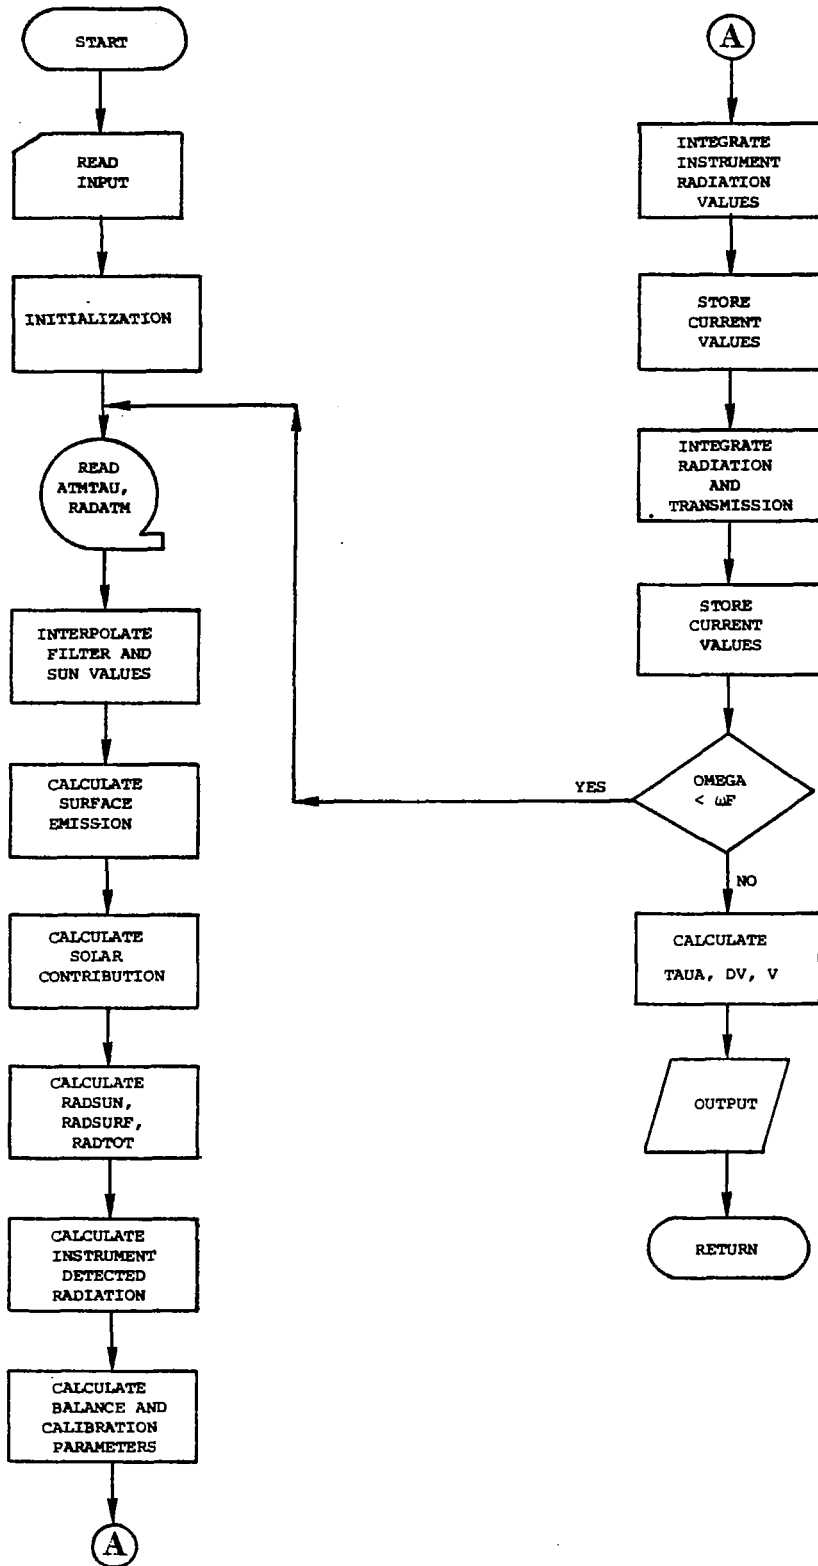 START
READ
INPUT
INITIALIZATION
READ
ATMTAU,
RADATM
INTERPOLATE
FILTER AND
SUN VALUES
CALCULATE
SURFACE
EMISSION
CALCULATE
SOLAR
CONTRIBUTION
CALCULATE
RADSUN,
RADSURF,
RADTOT
CALCULATE
INSTRUMENT
DETECTED
RADIATION
CALCULATE
BALANCE AND
CALIBRATION
PARAMETERS
A
A
INTEGRATE
INSTRUMENT
RADIATION
VALUES
STORE
CURRENT
VALUES
INTEGRATE
RADIATION
AND
TRANSMISSION
STORE
CURRENT
VALUES
OMEGA
< ωF
YES
NO
CALCULATE
TAUA, DV, V
OUTPUT
RETURN